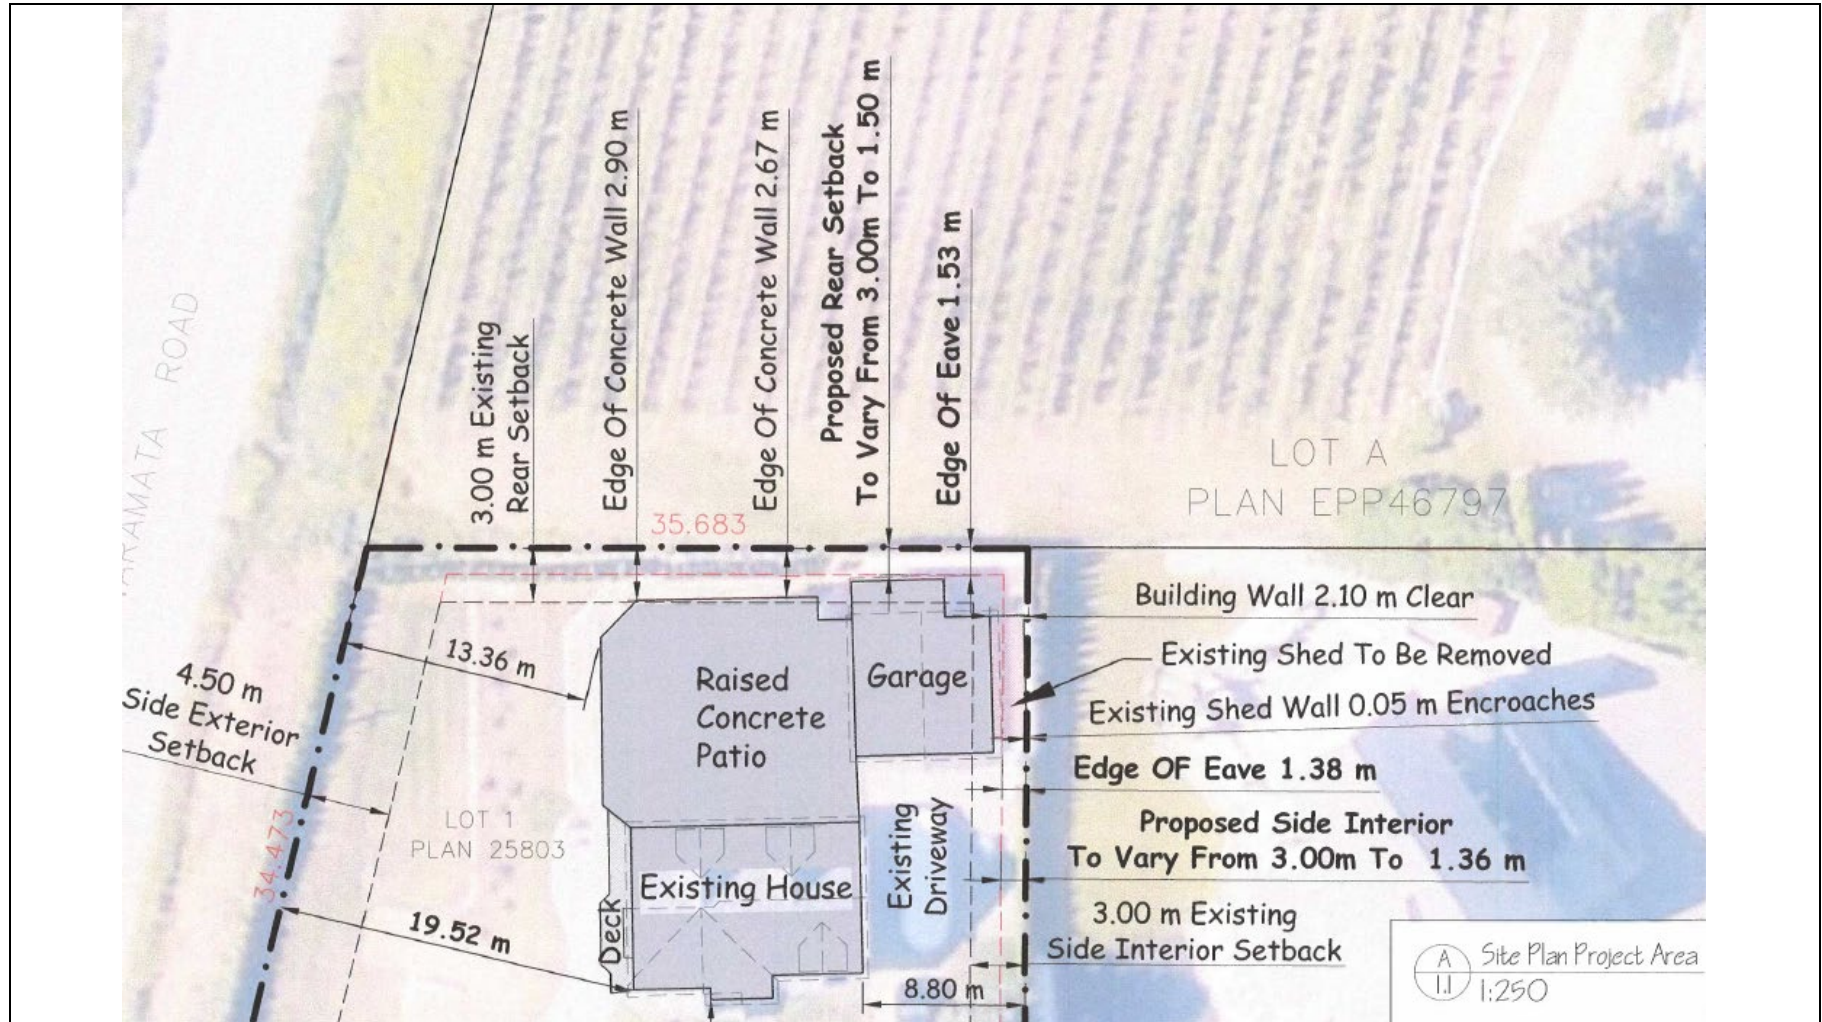 3.00 m Existing
Rear Setback
Edge Of Concrete Wall 2.90 m
Edge Of Concrete Wall 2.67 m
Proposed Rear Setback
To Vary From 3.00m To 1.50 m
Edge Of Eave 1.53 m
35.683
LOT A
PLAN EPP46797
ROAD
13.36 m
4.50 m
Side Exterior
Setback
34.473
LOT 1
PLAN 25803
Raised
Concrete
Patio
Garage
Building Wall 2.10 m Clear
Existing Shed To Be Removed
Existing Shed Wall 0.05 m Encroaches
Edge OF Eave 1.38 m
Proposed Side Interior
To Vary From 3.00m To 1.36 m
3.00 m Existing
Side Interior Setback
Existing
Driveway
Existing House
Deck
19.52 m
8.80 m
A
1.1
Site Plan Project Area
1:250